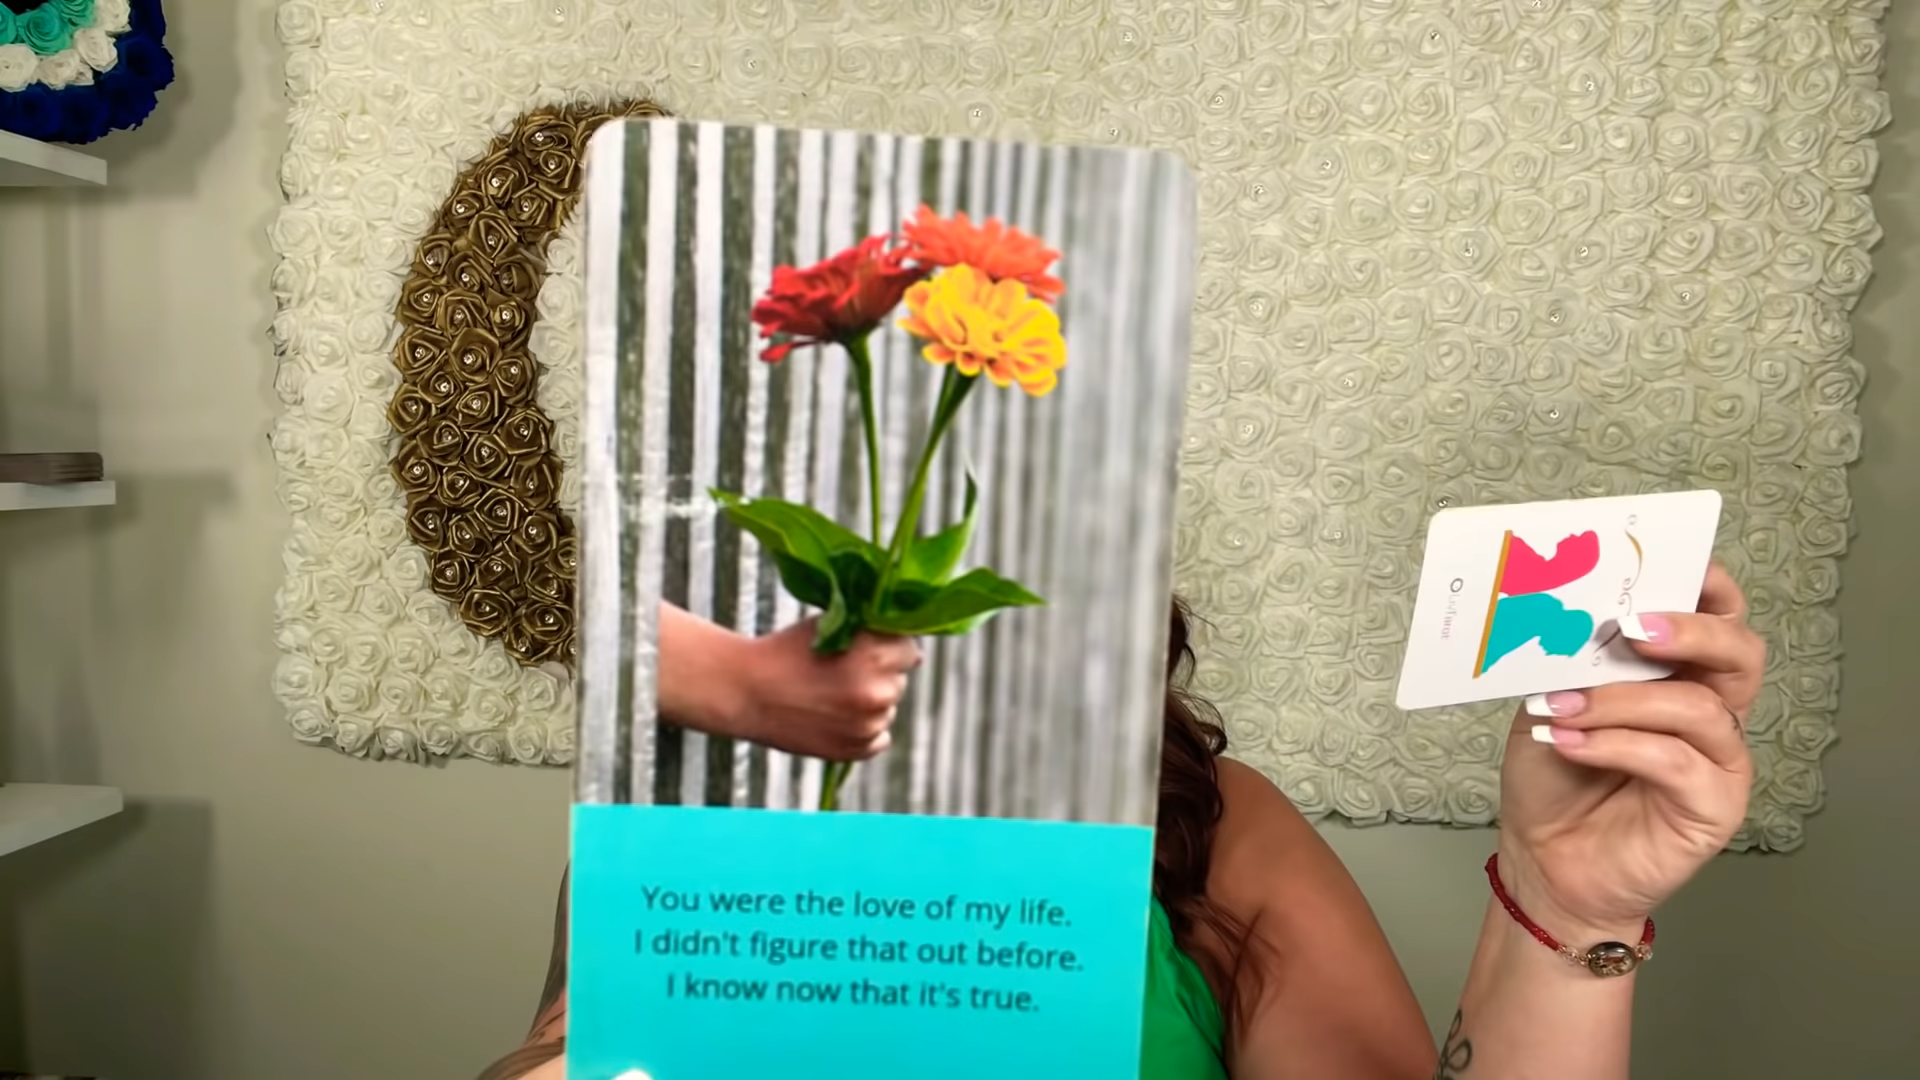 You were the love of my life.
I didn't figure that out before.
I know now that it's true.